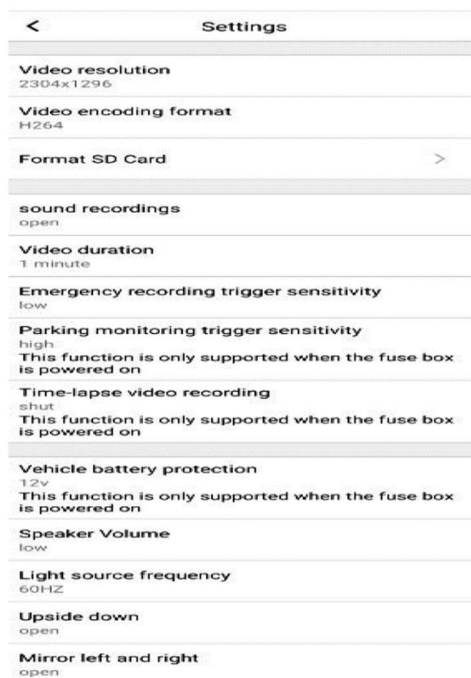 Settings
Video resolution
2304x1296
Video encoding format
H264
Format SD Card
sound recordings
open
Video duration
1 minute
Emergency recording trigger sensitivity
low
Parking monitoring trigger sensitivity
high
This function is only supported when the fuse box
is powered on
Time-lapse video recording
shut
This function is only supported when the fuse box
is powered on
Vehicle battery protection
12v
This function is only supported when the fuse box
is powered on
Speaker Volume
low
Light source frequency
60HZ
Upside down
open
Mirror left and right
open